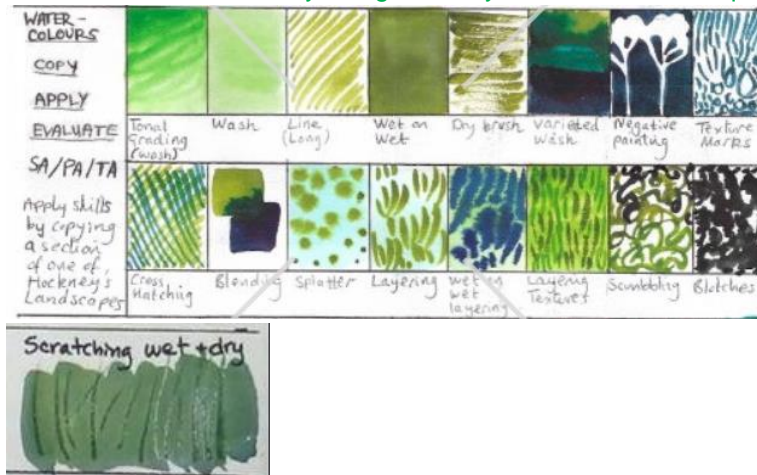 WATER-
COLOURS
COPY
APPLY
EVALUATE
SA/PA/TA
Apply skills
by copying
a section
of one of,
Hockney's
Landscapes
Tonal
Grading
(wash)
Wash
Line
(Long)
Wet on
Wet
Dry brush
Varietted
Wash
Negative
painting
Texture
Marks
Cross
Hatching
Blending
Splatter
Layering
Wet on
wet
layering
Layering
Textures
Scumbling
Blotches
Scratching wet + dry